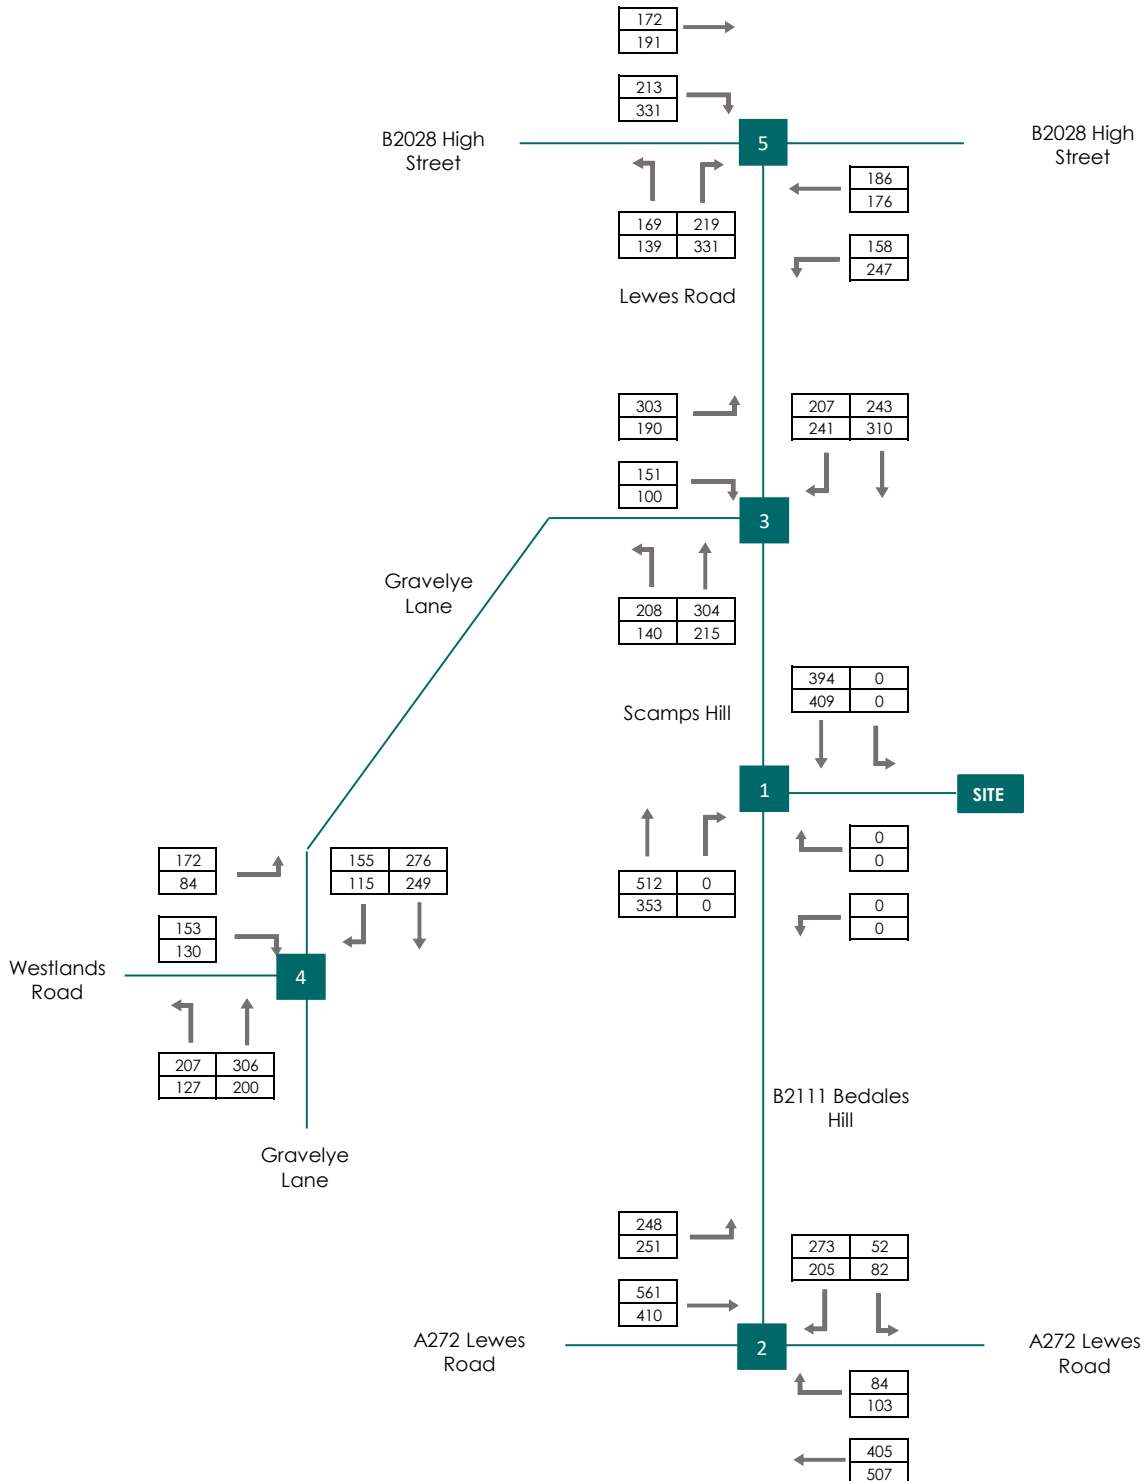 172
191
213
331
B2028 High
Street
5
B2028 High
Street
186
176
169 219
139 331
158
247
Lewes Road
303
190
207 243
241 310
151
100
3
Gravelye
Lane
208 304
140 215
394 0
409 0
Scamps Hill
1
SITE
0
0
512 0
353 0
0
0
172
84
155 276
115 249
153
130
Westlands
Road
4
207 306
127 200
B2111 Bedales
Hill
Gravelye
Lane
248
251
273 52
205 82
561
410
A272 Lewes
Road
2
A272 Lewes
Road
84
103
405
507